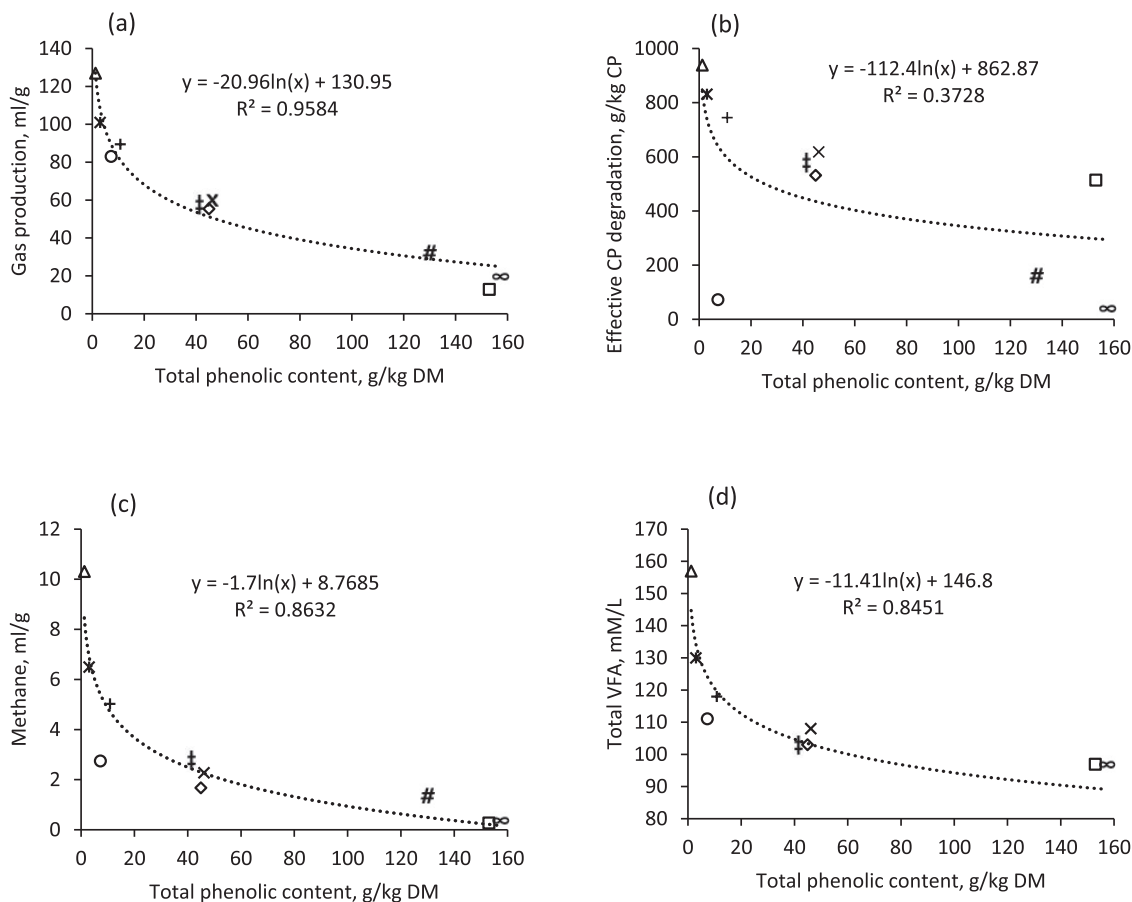 (a)
140
120
100
80
60
40
20
0
Gas production, ml/g
y = -20.96ln(x) + 130.95
R² = 0.9584
0 20 40 60 80 100 120 140 160
Total phenolic content, g/kg DM
(b)
1000
800
600
400
200
0
Effective CP degradation, g/kg CP
y = -112.4ln(x) + 862.87
R² = 0.3728
0 20 40 60 80 100 120 140 160
Total phenolic content, g/kg DM
(c)
12
10
8
6
4
2
0
Methane, ml/g
y = -1.7ln(x) + 8.7685
R² = 0.8632
0 20 40 60 80 100 120 140 160
Total phenolic content, g/kg DM
(d)
170
160
150
140
130
120
110
100
90
80
Total VFA, mM/L
y = -11.41ln(x) + 146.8
R² = 0.8451
0 20 40 60 80 100 120 140 160
Total phenolic content, g/kg DM